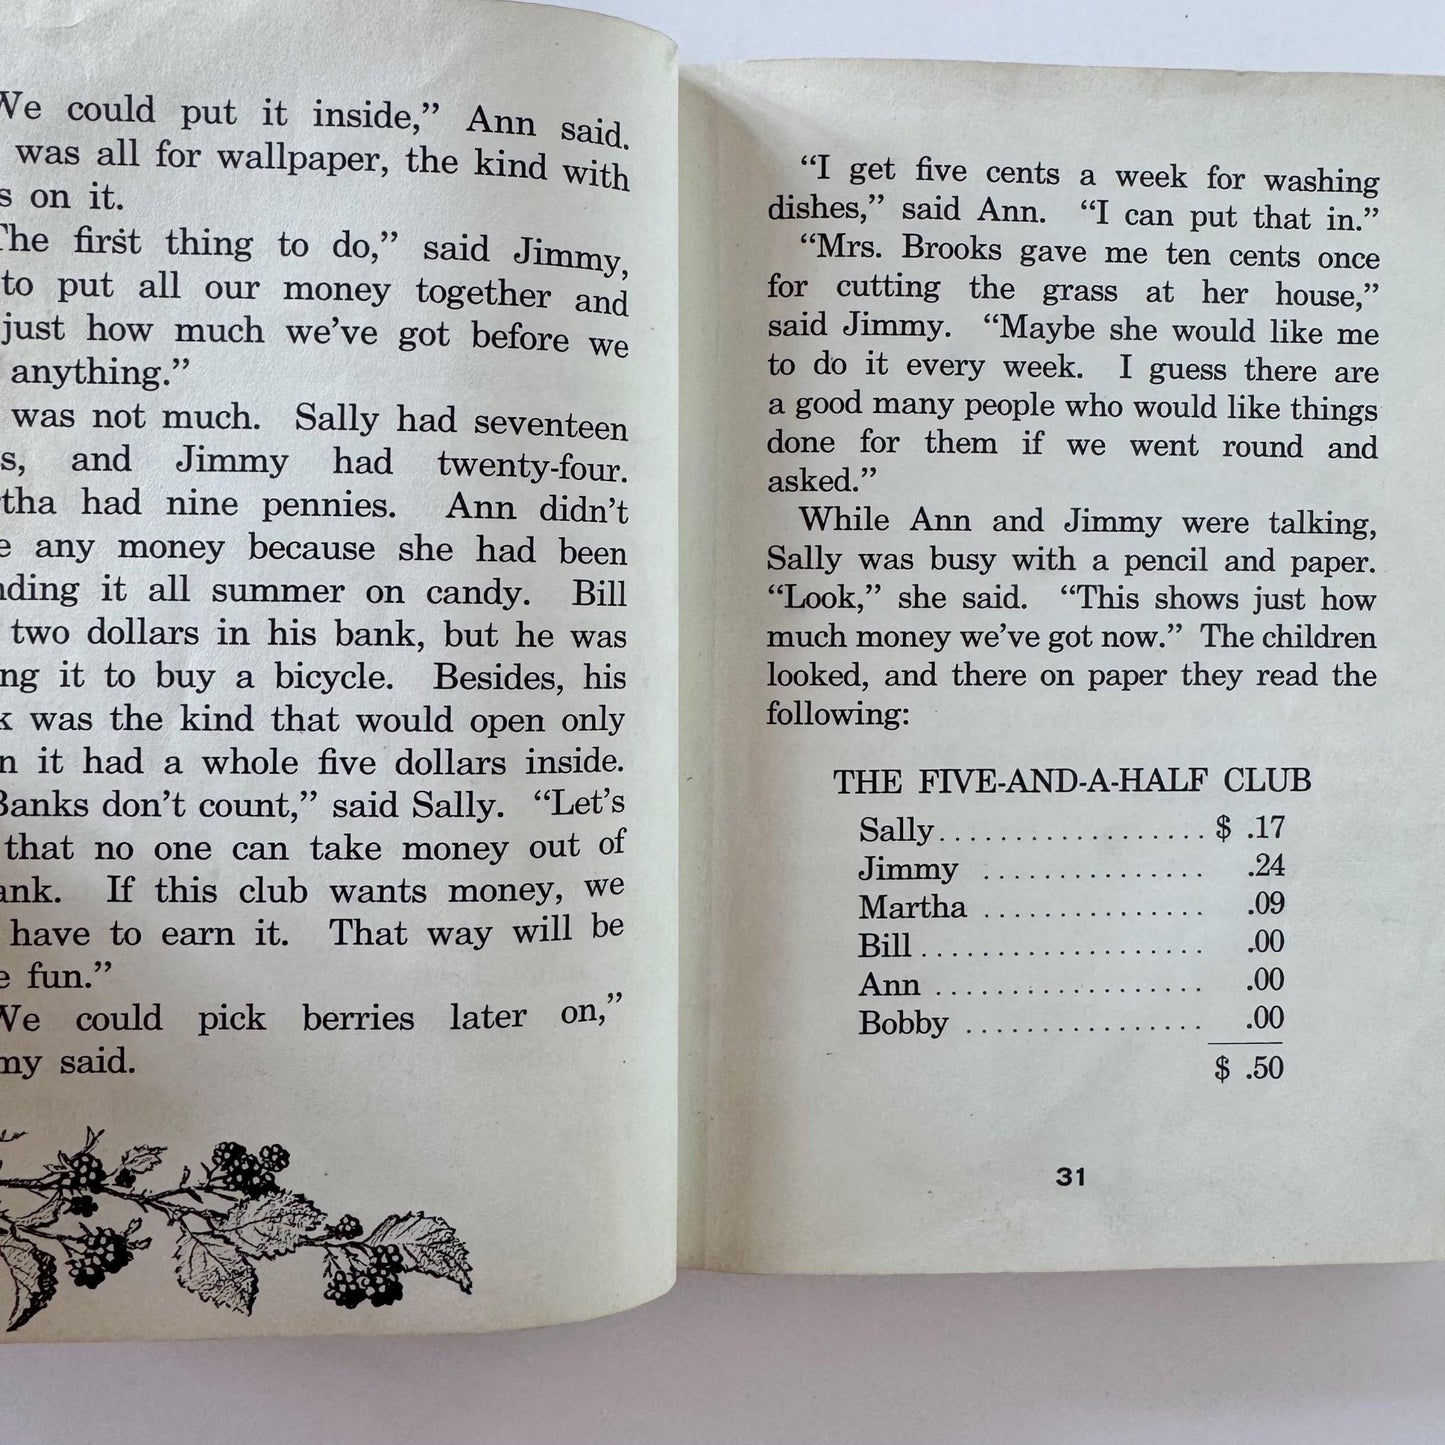 We could put it inside,” Ann said.
was all for wallpaper, the kind with
s on it.
The first thing to do,” said Jimmy,
to put all our money together and
just how much we’ve got before we
anything.”
was not much. Sally had seventeen
s, and Jimmy had twenty-four.
tha had nine pennies. Ann didn’t
e any money because she had been
nding it all summer on candy. Bill
two dollars in his bank, but he was
ng it to buy a bicycle. Besides, his
k was the kind that would open only
n it had a whole five dollars inside.
Banks don’t count,” said Sally. “Let’s
that no one can take money out of
ank. If this club wants money, we
have to earn it. That way will be
e fun.”
We could pick berries later on,”
my said.
“I get five cents a week for washing
dishes,” said Ann. “I can put that in.”
“Mrs. Brooks gave me ten cents once
for cutting the grass at her house,”
said Jimmy. “Maybe she would like me
to do it every week. I guess there are
a good many people who would like things
done for them if we went round and
asked.”
While Ann and Jimmy were talking,
Sally was busy with a pencil and paper.
“Look,” she said. “This shows just how
much money we’ve got now.” The children
looked, and there on paper they read the
following:
THE FIVE-AND-A-HALF CLUB
Sally.................. $ .17
Jimmy ............... .24
Martha ............... .09
Bill ................... .00
Ann .................. .00
Bobby ................ .00
$ .50
31